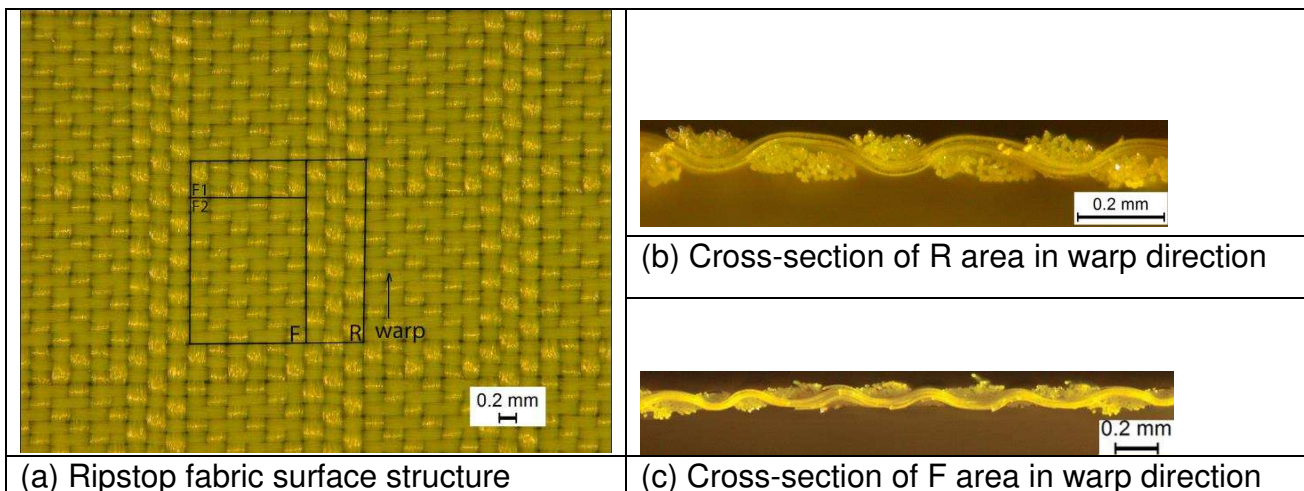 F1
F2
F
R
warp
0.2 mm
(a) Ripstop fabric surface structure
0.2 mm
(b) Cross-section of R area in warp direction
0.2 mm
(c) Cross-section of F area in warp direction